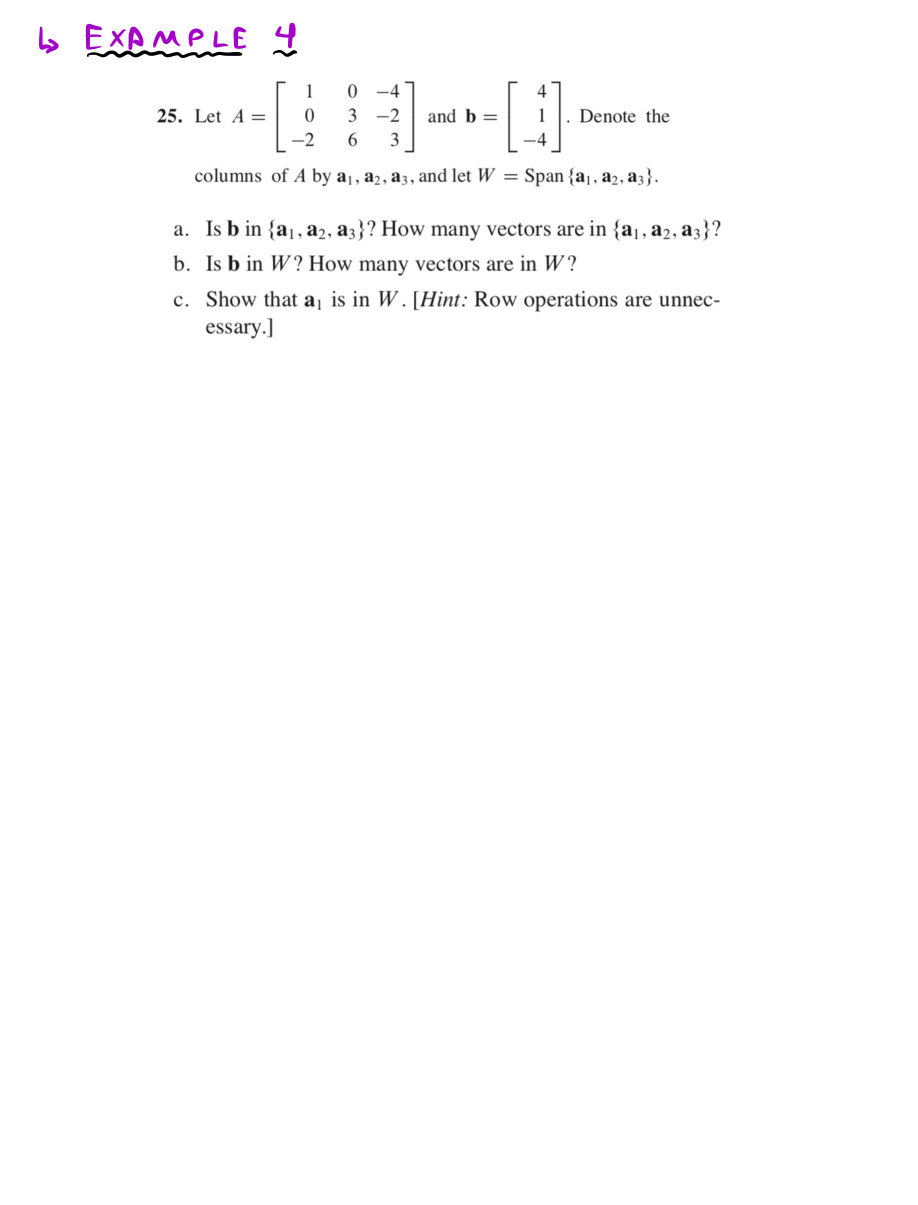 ↳ EXAMPLE 4
25. Let A = [ 1 0 −4 ; 0 3 −2 ; −2 6 3 ] and b = [ 4 ; 1 ; −4 ]. Denote the
columns of A by a₁, a₂, a₃, and let W = Span {a₁, a₂, a₃}.
a. Is b in {a₁, a₂, a₃}? How many vectors are in {a₁, a₂, a₃}?
b. Is b in W? How many vectors are in W?
c. Show that a₁ is in W. [Hint: Row operations are unnec-
essary.]